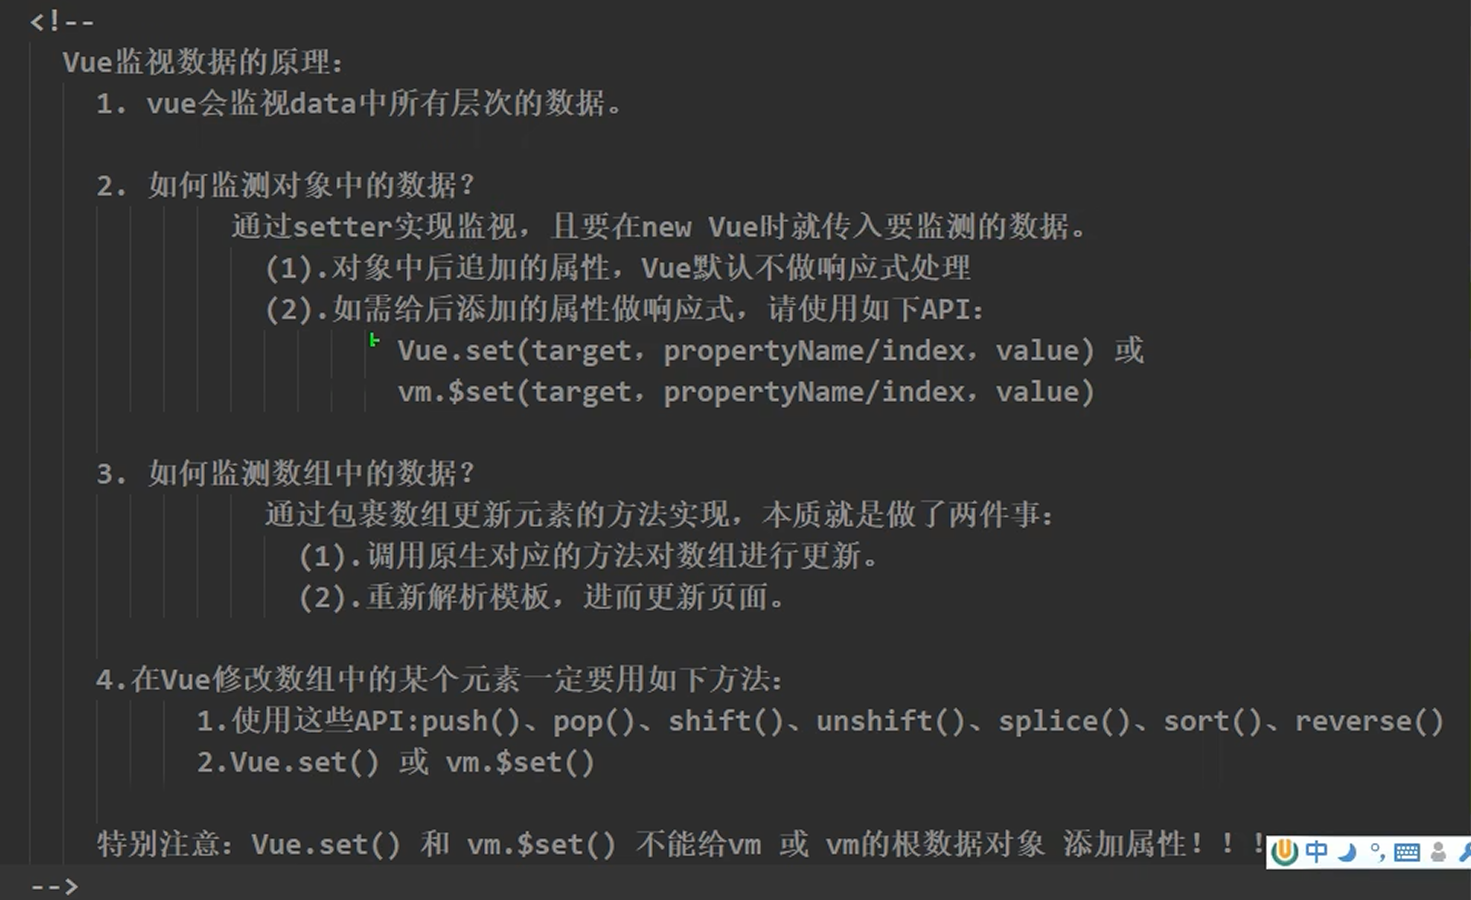 <!--
Vue监视数据的原理：
1. vue会监视data中所有层次的数据。
2. 如何监测对象中的数据？
通过setter实现监视，且要在new Vue时就传入要监测的数据。
(1).对象中后追加的属性，Vue默认不做响应式处理
(2).如需给后添加的属性做响应式，请使用如下API：
Vue.set(target，propertyName/index，value) 或
vm.$set(target，propertyName/index，value)
3. 如何监测数组中的数据？
通过包裹数组更新元素的方法实现，本质就是做了两件事：
(1).调用原生对应的方法对数组进行更新。
(2).重新解析模板，进而更新页面。
4.在Vue修改数组中的某个元素一定要用如下方法：
1.使用这些API:push()、pop()、shift()、unshift()、splice()、sort()、reverse()
2.Vue.set() 或 vm.$set()
特别注意：Vue.set() 和 vm.$set() 不能给vm 或 vm的根数据对象 添加属性！！！
中
-->